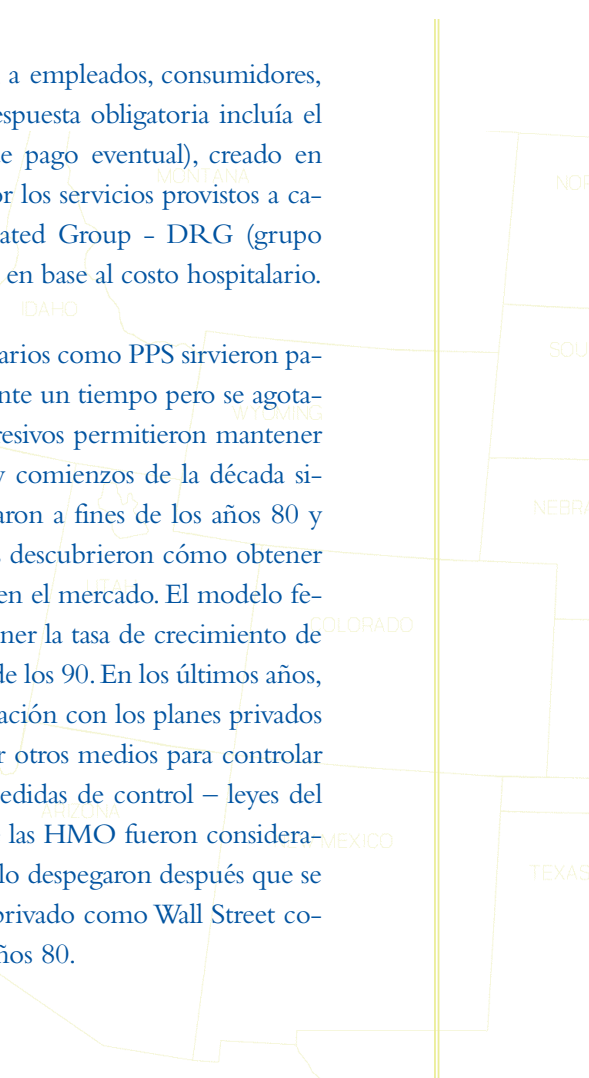 a empleados, consumidores,
espuesta obligatoria incluía el
e pago eventual), creado en
or los servicios provistos a ca-
ated Group - DRG (grupo
en base al costo hospitalario.
arios como PPS sirvieron pa-
nte un tiempo pero se agota-
resivos permitieron mantener
y comienzos de la década si-
aron a fines de los años 80 y
s descubrieron cómo obtener
en el mercado. El modelo fe-
ner la tasa de crecimiento de
de los 90. En los últimos años,
ación con los planes privados
r otros medios para controlar
edidas de control – leyes del
las HMO fueron considera-
lo despegaron después que se
privado como Wall Street co-
ños 80.
MONTANA
NOR
IDAHO
SOU
WYOMING
NEBRA
UTAH
COLORADO
ARIZONA
MEXICO
TEXAS